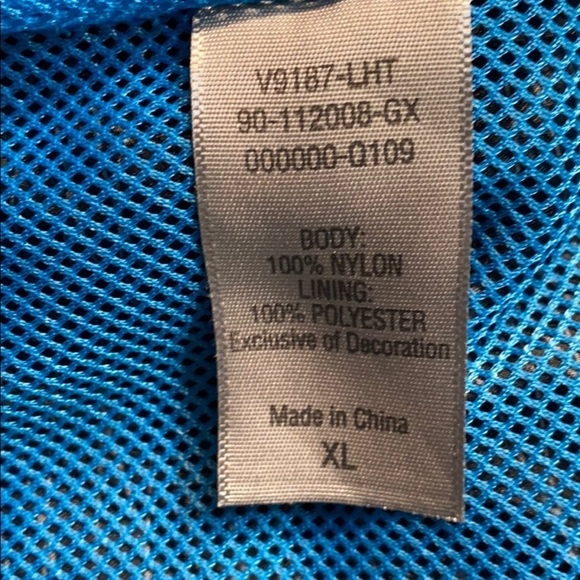 V9187-LHT
90-112008-GX
000000-Q109
BODY:
100% NYLON
LINING:
100% POLYESTER
Exclusive of Decoration
Made in China
XL